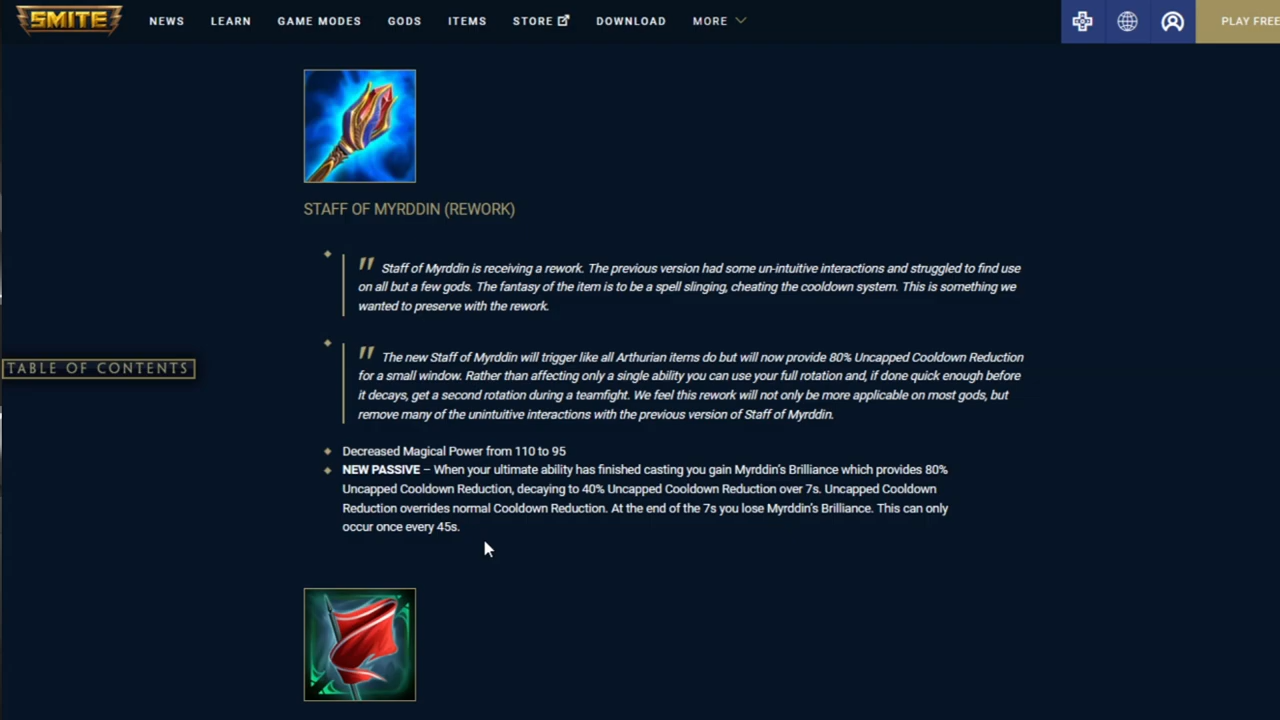 SMITE NEWS LEARN GAME MODES GODS ITEMS STORE DOWNLOAD MORE PLAY FREE
STAFF OF MYRDDIN (REWORK)
" Staff of Myrddin is receiving a rework. The previous version had some un-intuitive interactions and struggled to find use
on all but a few gods. The fantasy of the item is to be a spell slinging, cheating the cooldown system. This is something we
wanted to preserve with the rework.
" The new Staff of Myrddin will trigger like all Arthurian items do but will now provide 80% Uncapped Cooldown Reduction
for a small window. Rather than affecting only a single ability you can use your full rotation and, if done quick enough before
it decays, get a second rotation during a teamfight. We feel this rework will not only be more applicable on most gods, but
remove many of the unintuitive interactions with the previous version of Staff of Myrddin.
TABLE OF CONTENTS
Decreased Magical Power from 110 to 95
NEW PASSIVE – When your ultimate ability has finished casting you gain Myrddin's Brilliance which provides 80%
Uncapped Cooldown Reduction, decaying to 40% Uncapped Cooldown Reduction over 7s. Uncapped Cooldown
Reduction overrides normal Cooldown Reduction. At the end of the 7s you lose Myrddin's Brilliance. This can only
occur once every 45s.